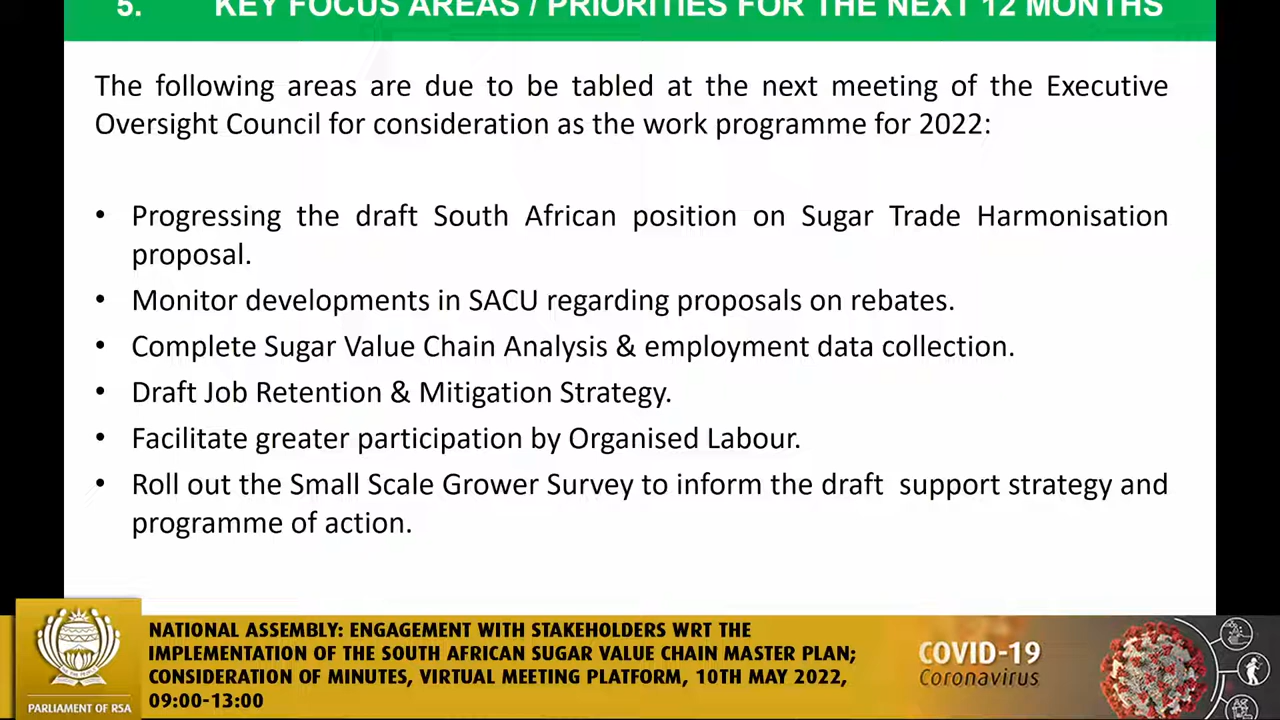 5. KEY FOCUS AREAS / PRIORITIES FOR THE NEXT 12 MONTHS
The following areas are due to be tabled at the next meeting of the Executive
Oversight Council for consideration as the work programme for 2022:
• Progressing the draft South African position on Sugar Trade Harmonisation
proposal.
• Monitor developments in SACU regarding proposals on rebates.
• Complete Sugar Value Chain Analysis & employment data collection.
• Draft Job Retention & Mitigation Strategy.
• Facilitate greater participation by Organised Labour.
• Roll out the Small Scale Grower Survey to inform the draft support strategy and
programme of action.
NATIONAL ASSEMBLY: ENGAGEMENT WITH STAKEHOLDERS WRT THE
IMPLEMENTATION OF THE SOUTH AFRICAN SUGAR VALUE CHAIN MASTER PLAN;
CONSIDERATION OF MINUTES, VIRTUAL MEETING PLATFORM, 10TH MAY 2022,
09:00-13:00
PARLIAMENT OF RSA
COVID-19
Coronavirus